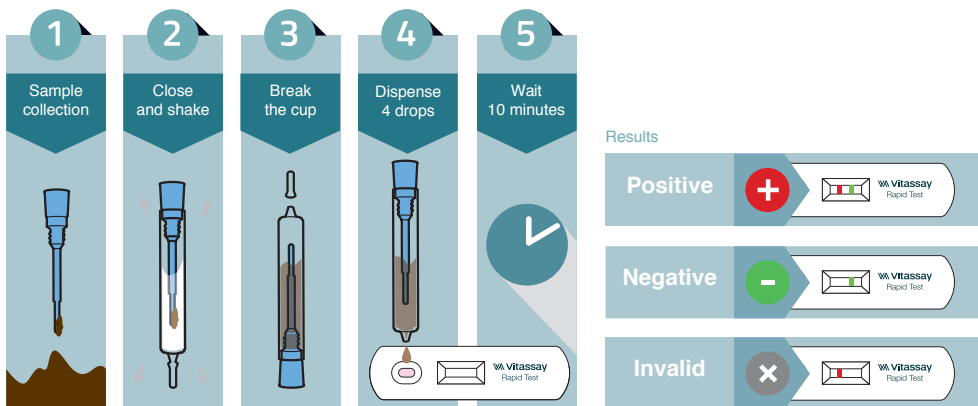 1
Sample
collection
2
Close
and shake
3
Break
the cup
4
Dispense
4 drops
5
Wait
10 minutes
Vitassay
Rapid Test
Results
Positive
+
Vitassay
Rapid Test
Negative
-
Vitassay
Rapid Test
Invalid
×
Vitassay
Rapid Test